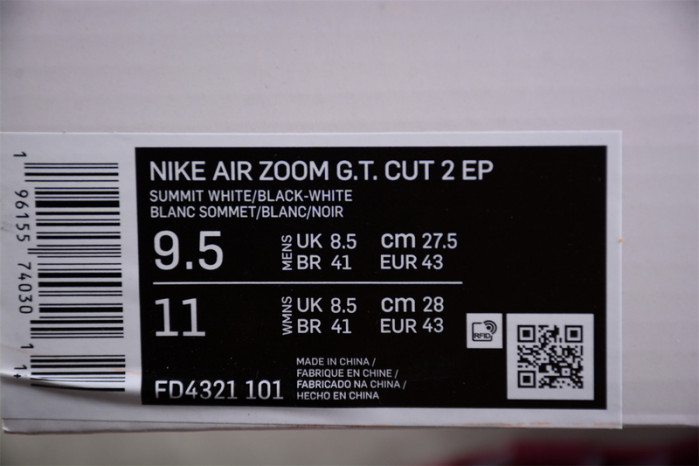 NIKE AIR ZOOM G.T. CUT 2 EP
SUMMIT WHITE/BLACK-WHITE
BLANC SOMMET/BLANC/NOIR
9.5 MENS UK 8.5 cm 27.5
BR 41 EUR 43
11 WMNS UK 8.5 cm 28
BR 41 EUR 43
RFID
MADE IN CHINA /
FABRIQUE EN CHINE /
FABRICADO NA CHINA /
HECHO EN CHINA
FD4321 101
1 96155 74030 1